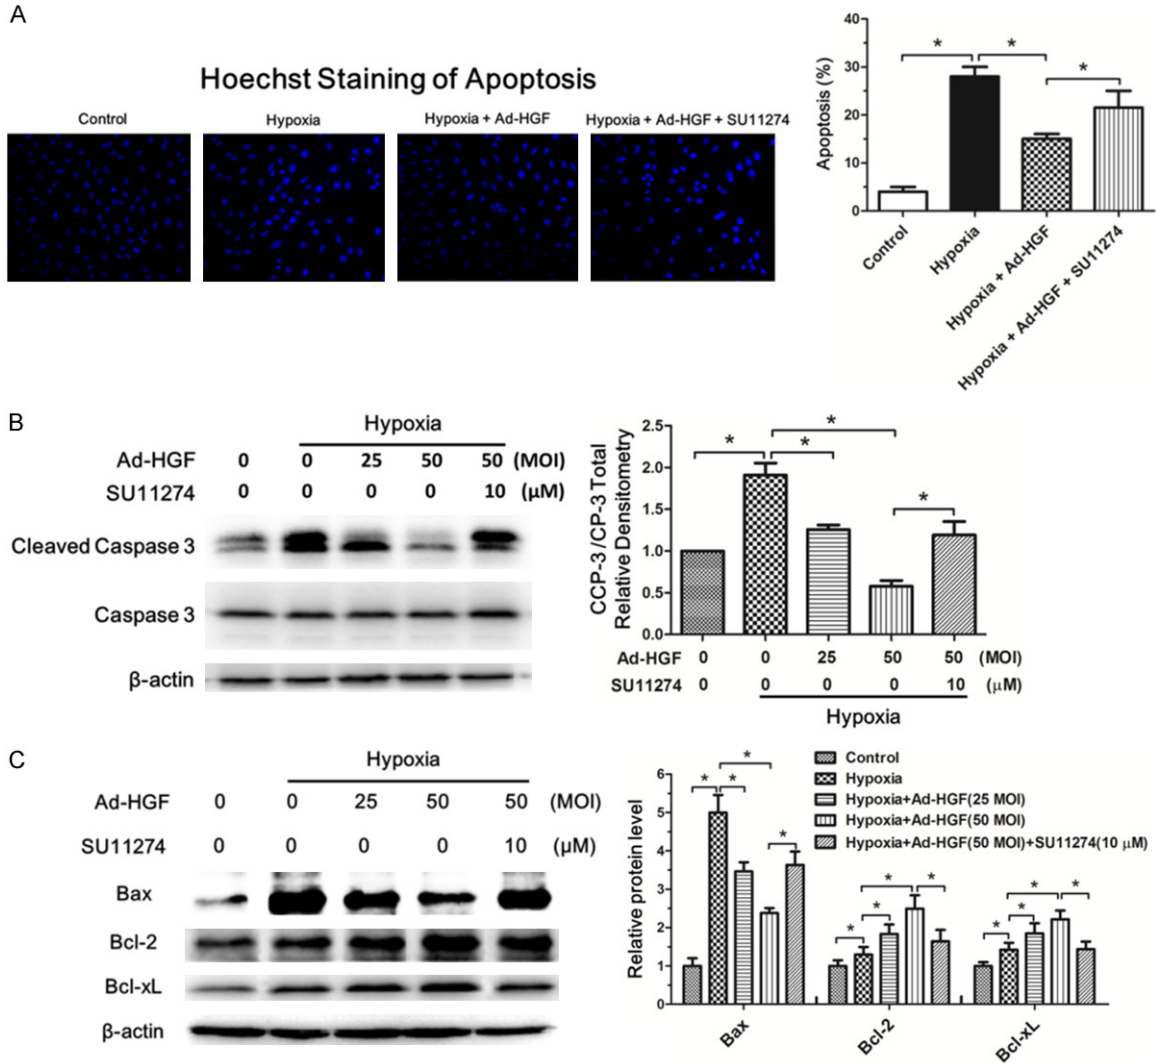 A
Hoechst Staining of Apoptosis
Control
Hypoxia
Hypoxia + Ad-HGF
Hypoxia + Ad-HGF + SU11274
Apoptosis (%)
40
30
20
10
0
*
*
*
Control
Hypoxia
Hypoxia + Ad-HGF
Hypoxia + Ad-HGF + SU11274
B
Hypoxia
Ad-HGF 0 0 25 50 50 (MOI)
SU11274 0 0 0 0 10 (μM)
Cleaved Caspase 3
Caspase 3
β-actin
CCP-3 /CP-3 Total
Relative Densitometry
2.5
2.0
1.5
1.0
0.5
0.0
*
*
*
*
Ad-HGF 0 0 25 50 50 (MOI)
SU11274 0 0 0 0 10 (μM)
Hypoxia
C
Hypoxia
Ad-HGF 0 0 25 50 50 (MOI)
SU11274 0 0 0 0 10 (μM)
Bax
Bcl-2
Bcl-xL
β-actin
Control
Hypoxia
Hypoxia+Ad-HGF(25 MOI)
Hypoxia+Ad-HGF(50 MOI)
Hypoxia+Ad-HGF(50 MOI)+SU11274(10 μM)
Relative protein level
6
5
4
3
2
1
0
* * * *
* * * *
* * * *
Bax
Bcl-2
Bcl-xL